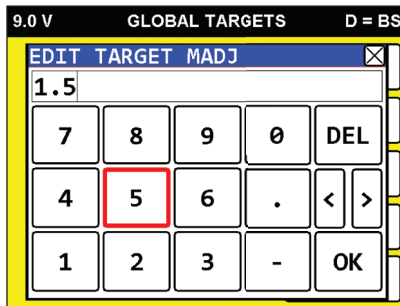 9.0 V GLOBAL TARGETS D = BS
EDIT TARGET MADJ
1.5
7 8 9 0 DEL
4 5 6 . < >
1 2 3 - OK